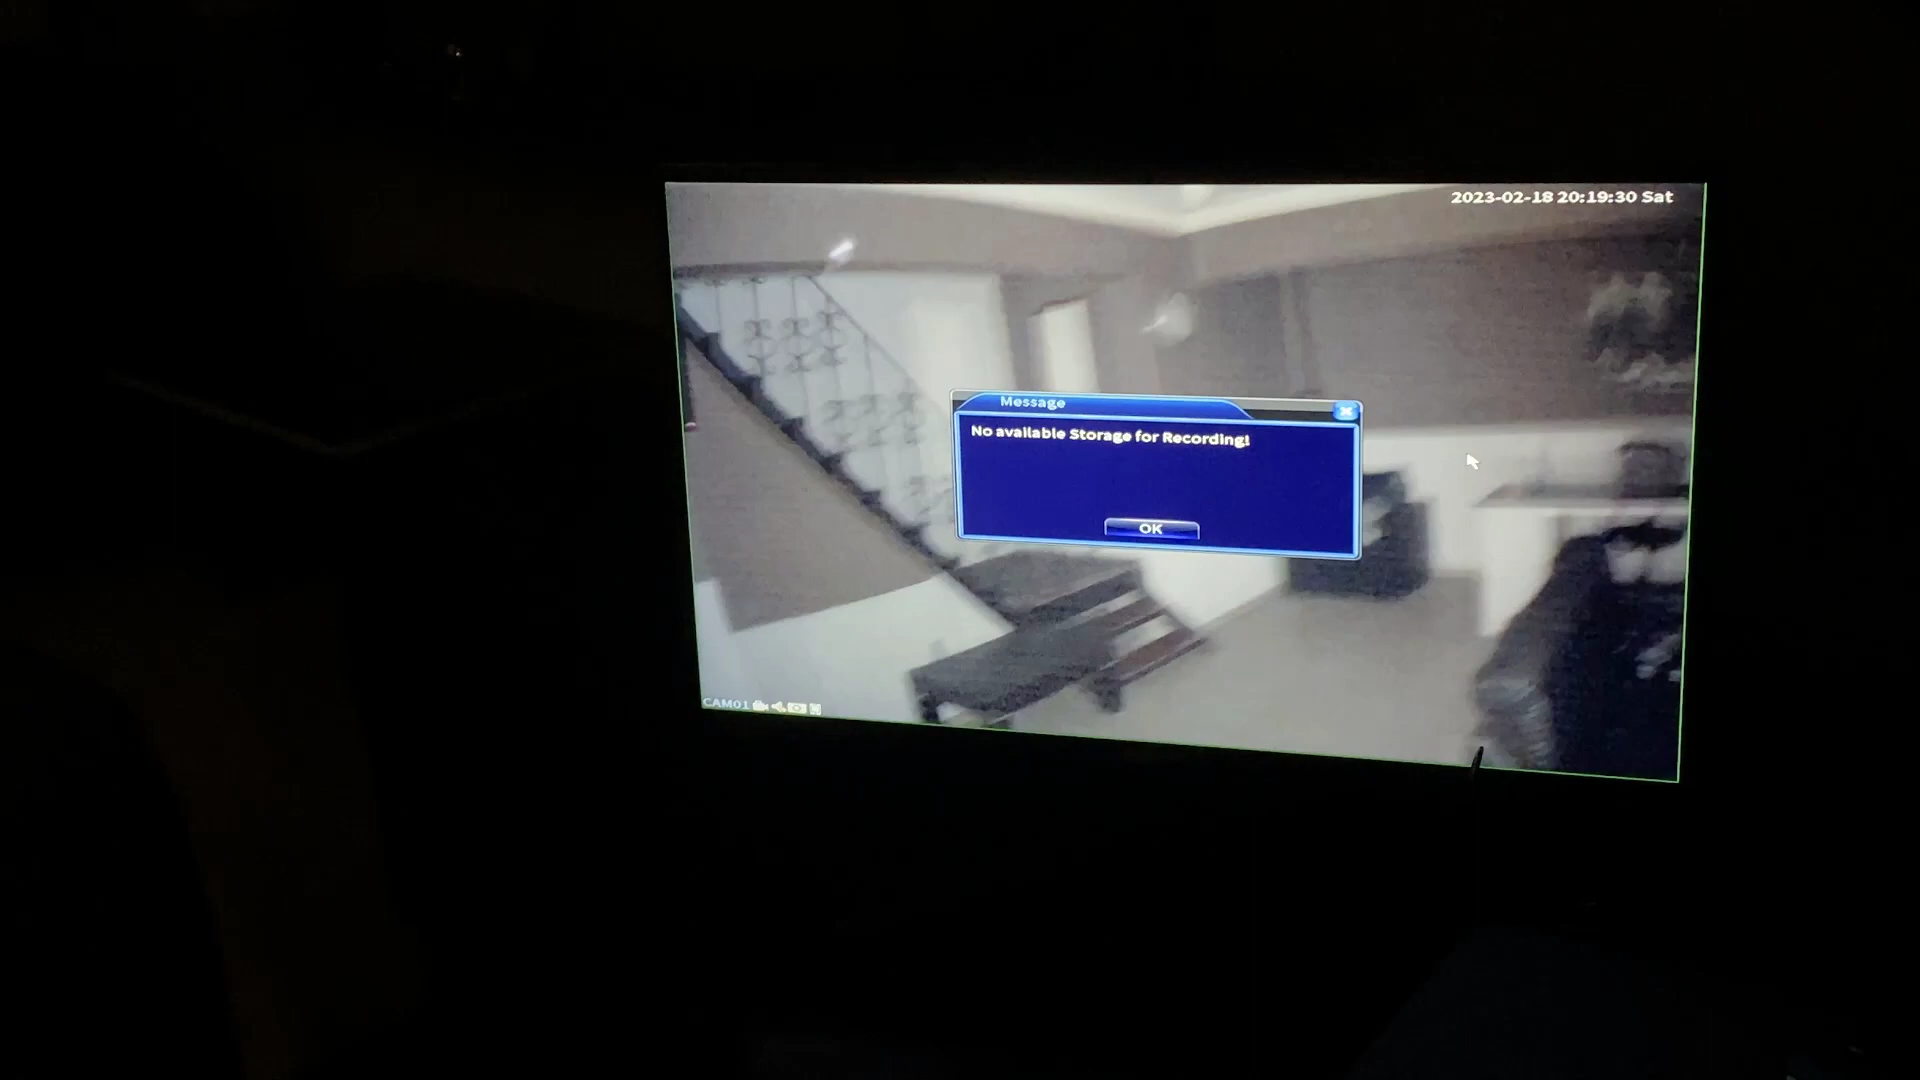 2023-02-18 20:19:30 Sat
Message
No available Storage for Recording!
OK
CAM01